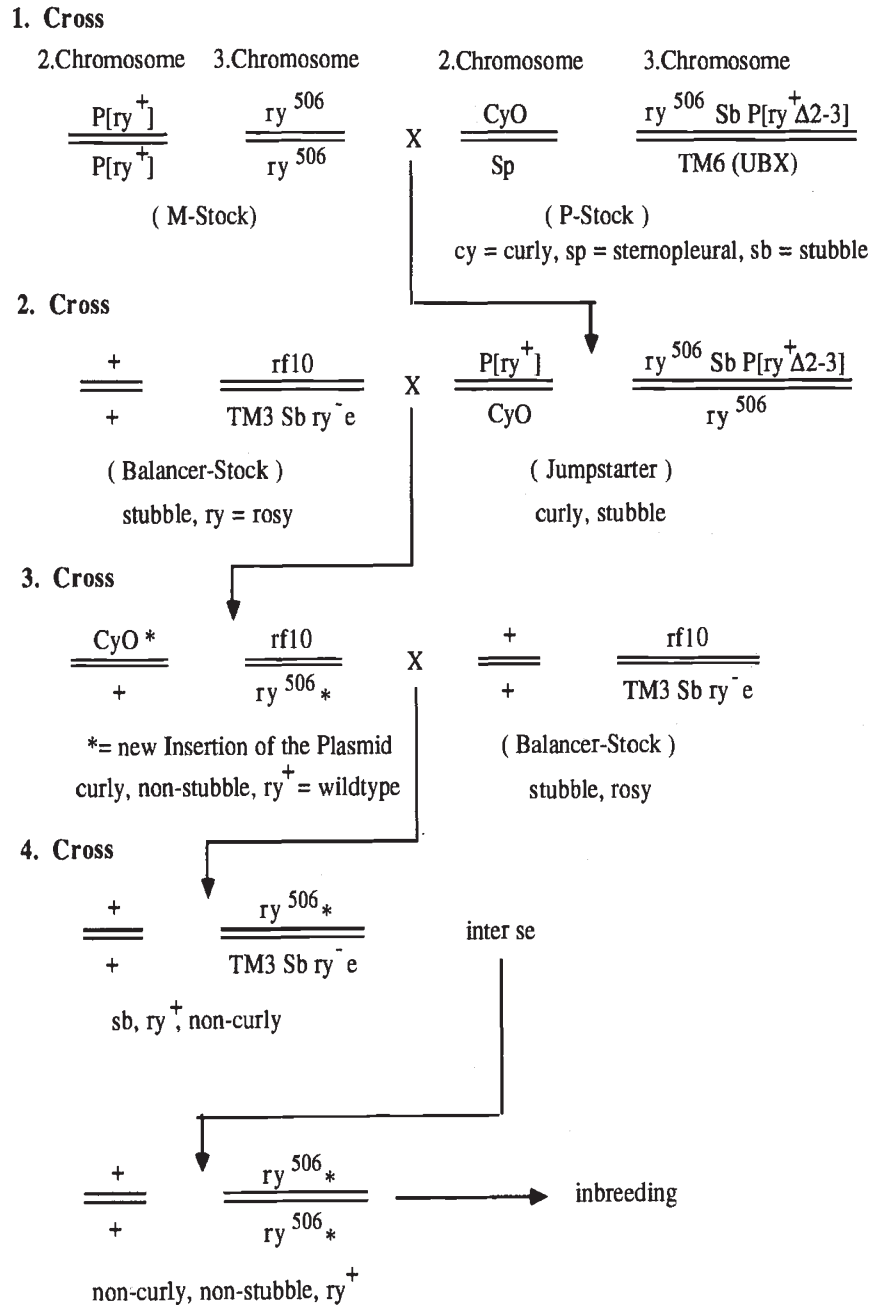 1. Cross
2.Chromosome 3.Chromosome 2.Chromosome 3.Chromosome
P[ry+] ry 506 CyO ry 506 Sb P[ry+Δ2-3]
X
P[ry+] ry 506 Sp TM6 (UBX)
( M-Stock) ( P-Stock )
cy = curly, sp = sternopleural, sb = stubble
2. Cross
+ rf10 P[ry+] ry 506 Sb P[ry+Δ2-3]
X
+ TM3 Sb ry- e CyO ry 506
( Balancer-Stock ) ( Jumpstarter )
stubble, ry = rosy curly, stubble
3. Cross
CyO * rf10 + rf10
X
+ ry 506 * + TM3 Sb ry- e
*= new Insertion of the Plasmid ( Balancer-Stock )
curly, non-stubble, ry+ = wildtype stubble, rosy
4. Cross
+ ry 506 *
inter se
+ TM3 Sb ry- e
sb, ry+, non-curly
+ ry 506 *
inbreeding
+ ry 506 *
non-curly, non-stubble, ry+